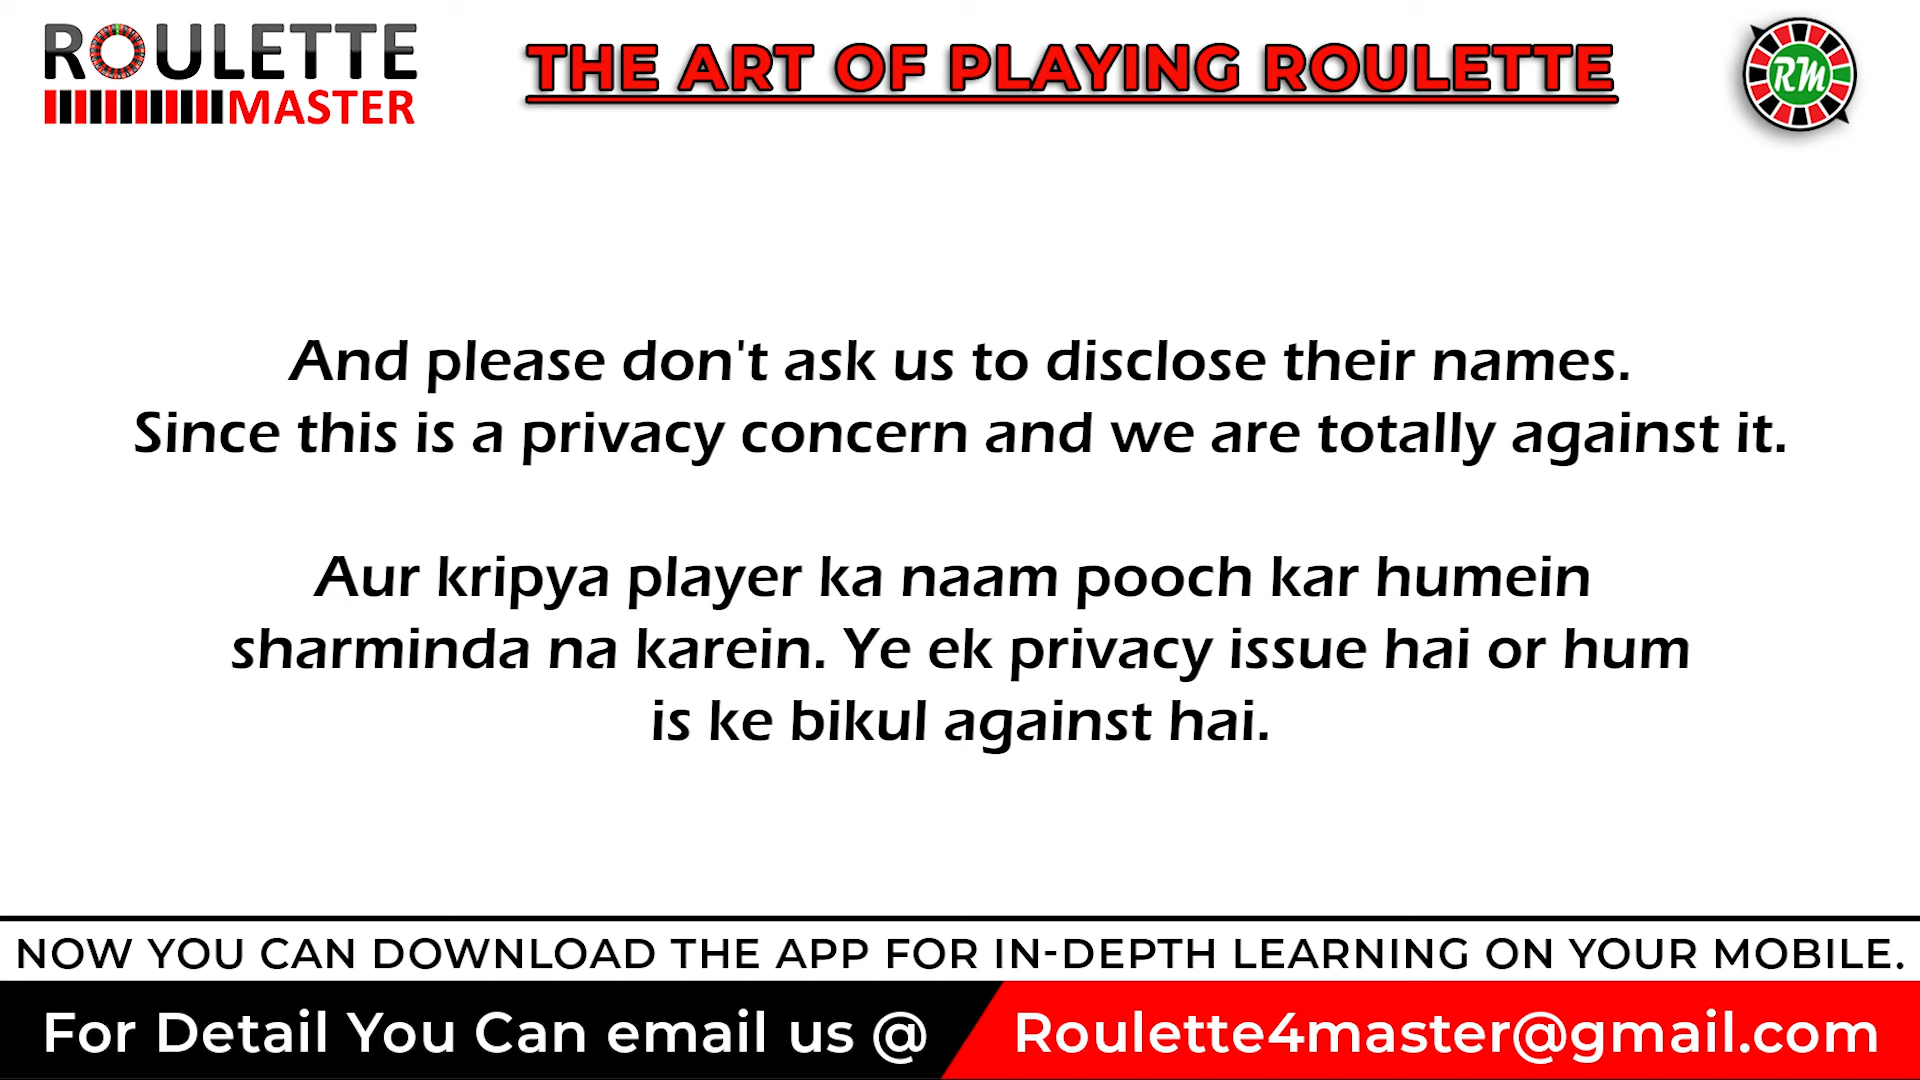 ROULETTE
MASTER
THE ART OF PLAYING ROULETTE
RM
And please don't ask us to disclose their names.
Since this is a privacy concern and we are totally against it.
Aur kripya player ka naam pooch kar humein
sharminda na karein. Ye ek privacy issue hai or hum
is ke bikul against hai.
NOW YOU CAN DOWNLOAD THE APP FOR IN-DEPTH LEARNING ON YOUR MOBILE.
For Detail You Can email us @ Roulette4master@gmail.com